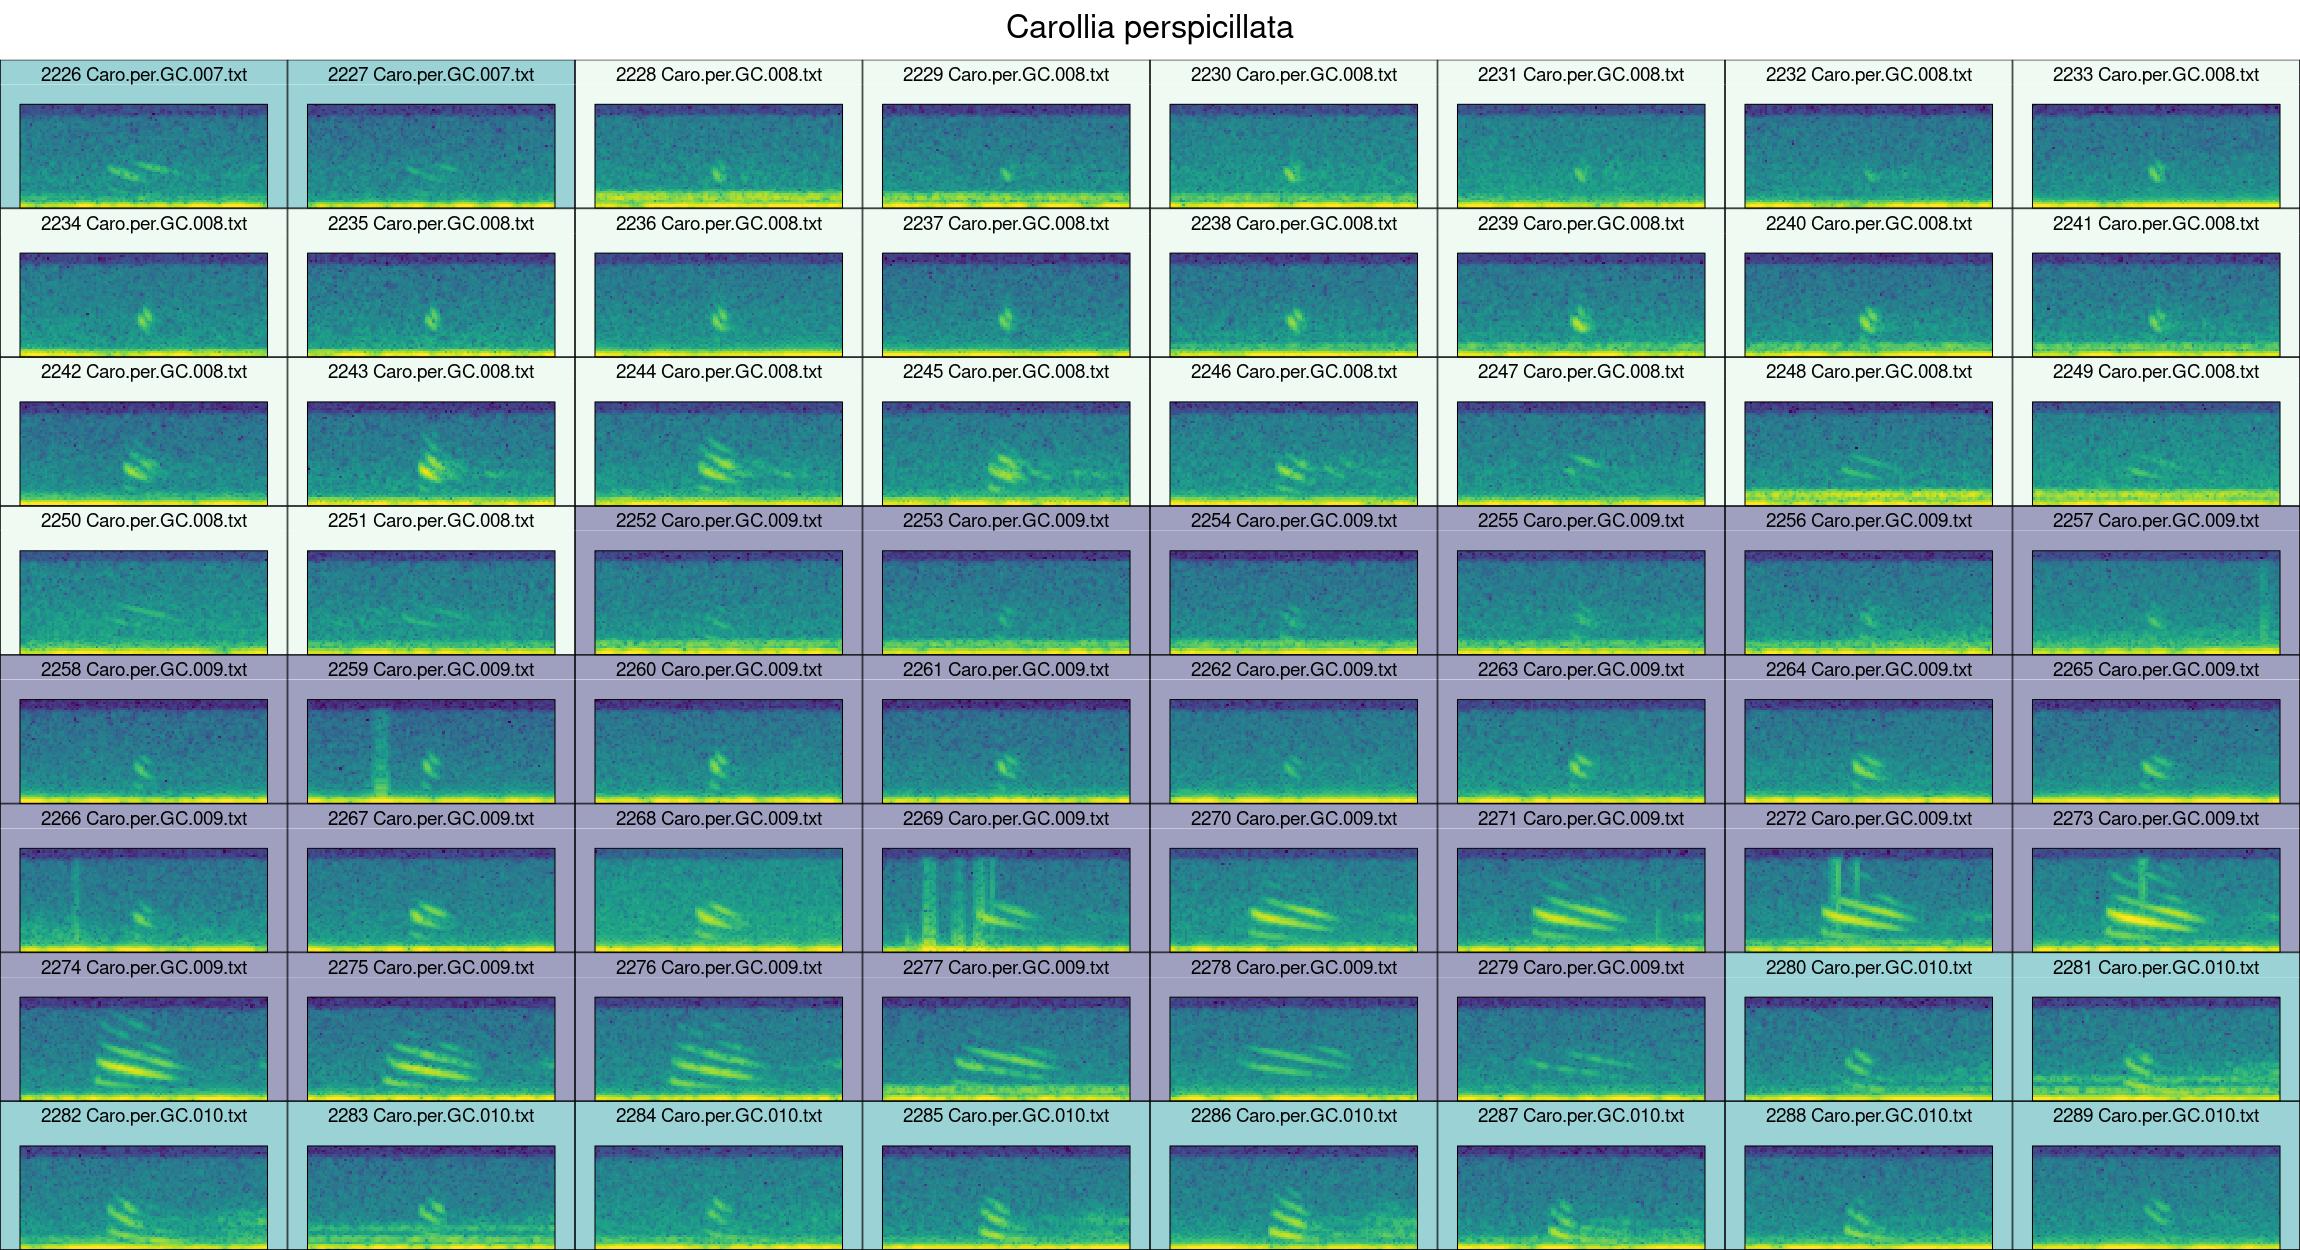 Carollia perspicillata
2226 Caro.per.GC.007.txt 2227 Caro.per.GC.007.txt 2228 Caro.per.GC.008.txt 2229 Caro.per.GC.008.txt 2230 Caro.per.GC.008.txt 2231 Caro.per.GC.008.txt 2232 Caro.per.GC.008.txt 2233 Caro.per.GC.008.txt
2234 Caro.per.GC.008.txt 2235 Caro.per.GC.008.txt 2236 Caro.per.GC.008.txt 2237 Caro.per.GC.008.txt 2238 Caro.per.GC.008.txt 2239 Caro.per.GC.008.txt 2240 Caro.per.GC.008.txt 2241 Caro.per.GC.008.txt
2242 Caro.per.GC.008.txt 2243 Caro.per.GC.008.txt 2244 Caro.per.GC.008.txt 2245 Caro.per.GC.008.txt 2246 Caro.per.GC.008.txt 2247 Caro.per.GC.008.txt 2248 Caro.per.GC.008.txt 2249 Caro.per.GC.008.txt
2250 Caro.per.GC.008.txt 2251 Caro.per.GC.008.txt 2252 Caro.per.GC.009.txt 2253 Caro.per.GC.009.txt 2254 Caro.per.GC.009.txt 2255 Caro.per.GC.009.txt 2256 Caro.per.GC.009.txt 2257 Caro.per.GC.009.txt
2258 Caro.per.GC.009.txt 2259 Caro.per.GC.009.txt 2260 Caro.per.GC.009.txt 2261 Caro.per.GC.009.txt 2262 Caro.per.GC.009.txt 2263 Caro.per.GC.009.txt 2264 Caro.per.GC.009.txt 2265 Caro.per.GC.009.txt
2266 Caro.per.GC.009.txt 2267 Caro.per.GC.009.txt 2268 Caro.per.GC.009.txt 2269 Caro.per.GC.009.txt 2270 Caro.per.GC.009.txt 2271 Caro.per.GC.009.txt 2272 Caro.per.GC.009.txt 2273 Caro.per.GC.009.txt
2274 Caro.per.GC.009.txt 2275 Caro.per.GC.009.txt 2276 Caro.per.GC.009.txt 2277 Caro.per.GC.009.txt 2278 Caro.per.GC.009.txt 2279 Caro.per.GC.009.txt 2280 Caro.per.GC.010.txt 2281 Caro.per.GC.010.txt
2282 Caro.per.GC.010.txt 2283 Caro.per.GC.010.txt 2284 Caro.per.GC.010.txt 2285 Caro.per.GC.010.txt 2286 Caro.per.GC.010.txt 2287 Caro.per.GC.010.txt 2288 Caro.per.GC.010.txt 2289 Caro.per.GC.010.txt